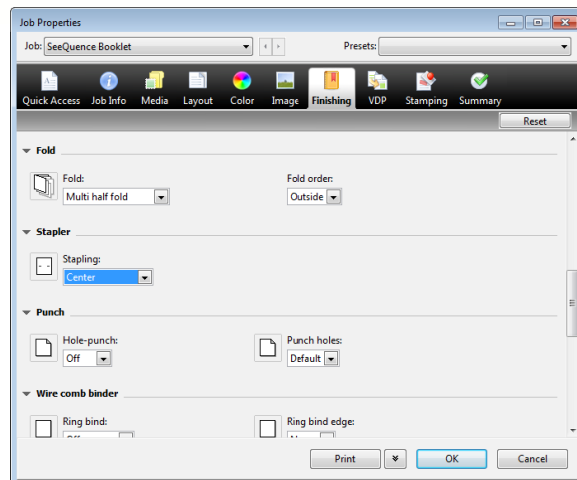 Job Properties
Job: SeeQuence Booklet Presets:
Quick Access Job Info Media Layout Color Image Finishing VDP Stamping Summary
Reset
Fold
Fold: Fold order:
Multi half fold Outside
Stapler
Stapling:
Center
Punch
Hole-punch: Punch holes:
Off Default
Wire comb binder
Ring bind: Ring bind edge:
Print OK Cancel